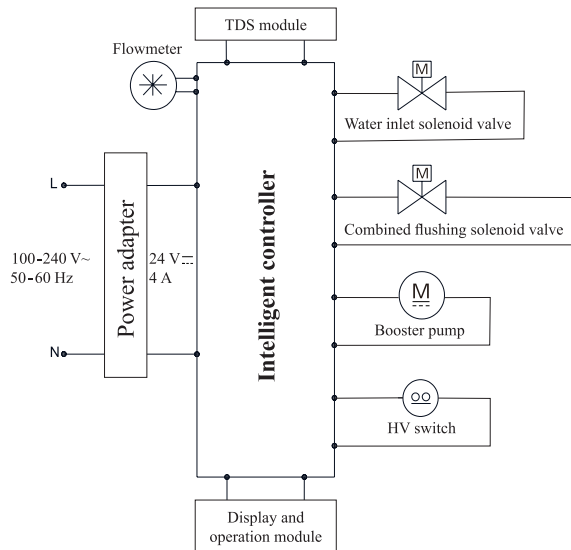 TDS module
Flowmeter
M
Water inlet solenoid valve
M
Combined flushing solenoid valve
L
100-240 V~
50-60 Hz
N
Power adapter
24 V⎓
4 A
Intelligent controller
M
Booster pump
HV switch
Display and
operation module